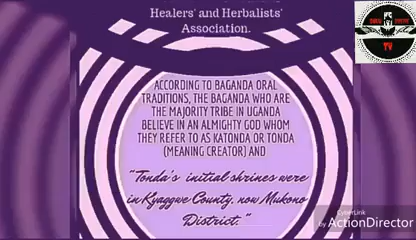 Healers' and Herbalists'
Association.
TV
ACCORDING TO BAGANDA ORAL
TRADITIONS, THE BAGANDA WHO ARE
THE MAJORITY TRIBE IN UGANDA
BELIEVE IN AN ALMIGHTY GOD WHOM
THEY REFER TO AS KATONDA OR TONDA
(MEANING CREATOR) AND
"Tonda's initial shrines were
in Kyaggwe County, now Mukono
District."
CyberLink
by ActionDirector